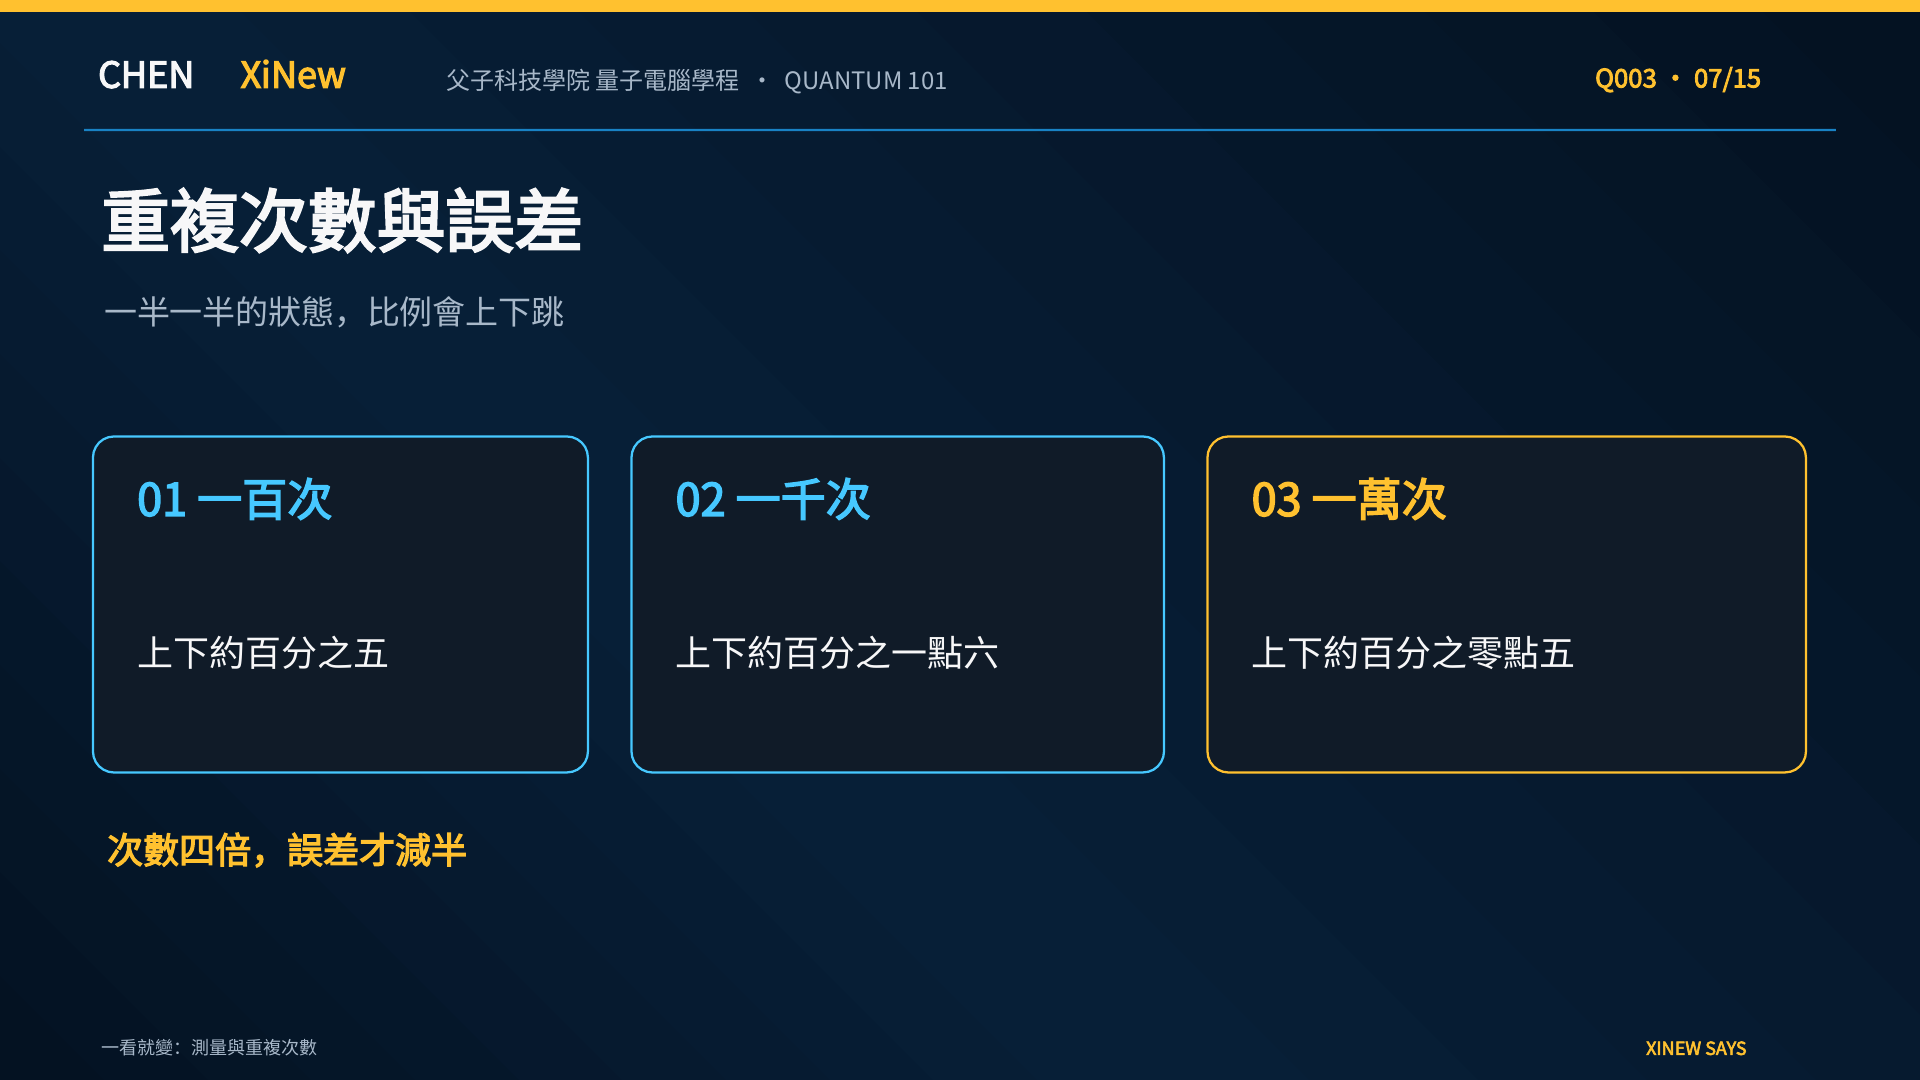 CHEN XiNew 父子科技學院 量子電腦學程 • QUANTUM 101 Q003 • 07/15
重複次數與誤差
一半一半的狀態，比例會上下跳
01 一百次
上下約百分之五
02 一千次
上下約百分之一點六
03 一萬次
上下約百分之零點五
次數四倍，誤差才減半
一看就變：測量與重複次數
XINEW SAYS